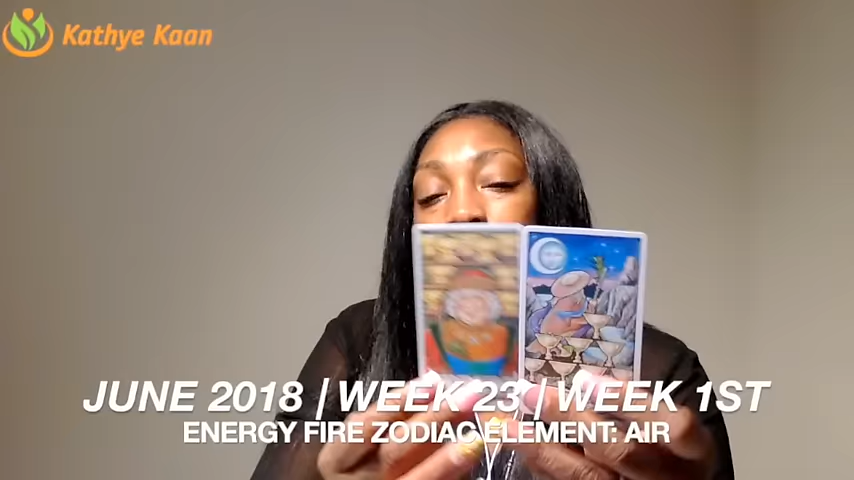 Kathye Kaan
JUNE 2018 | WEEK 23 | WEEK 1ST
ENERGY FIRE ZODIAC ELEMENT: AIR